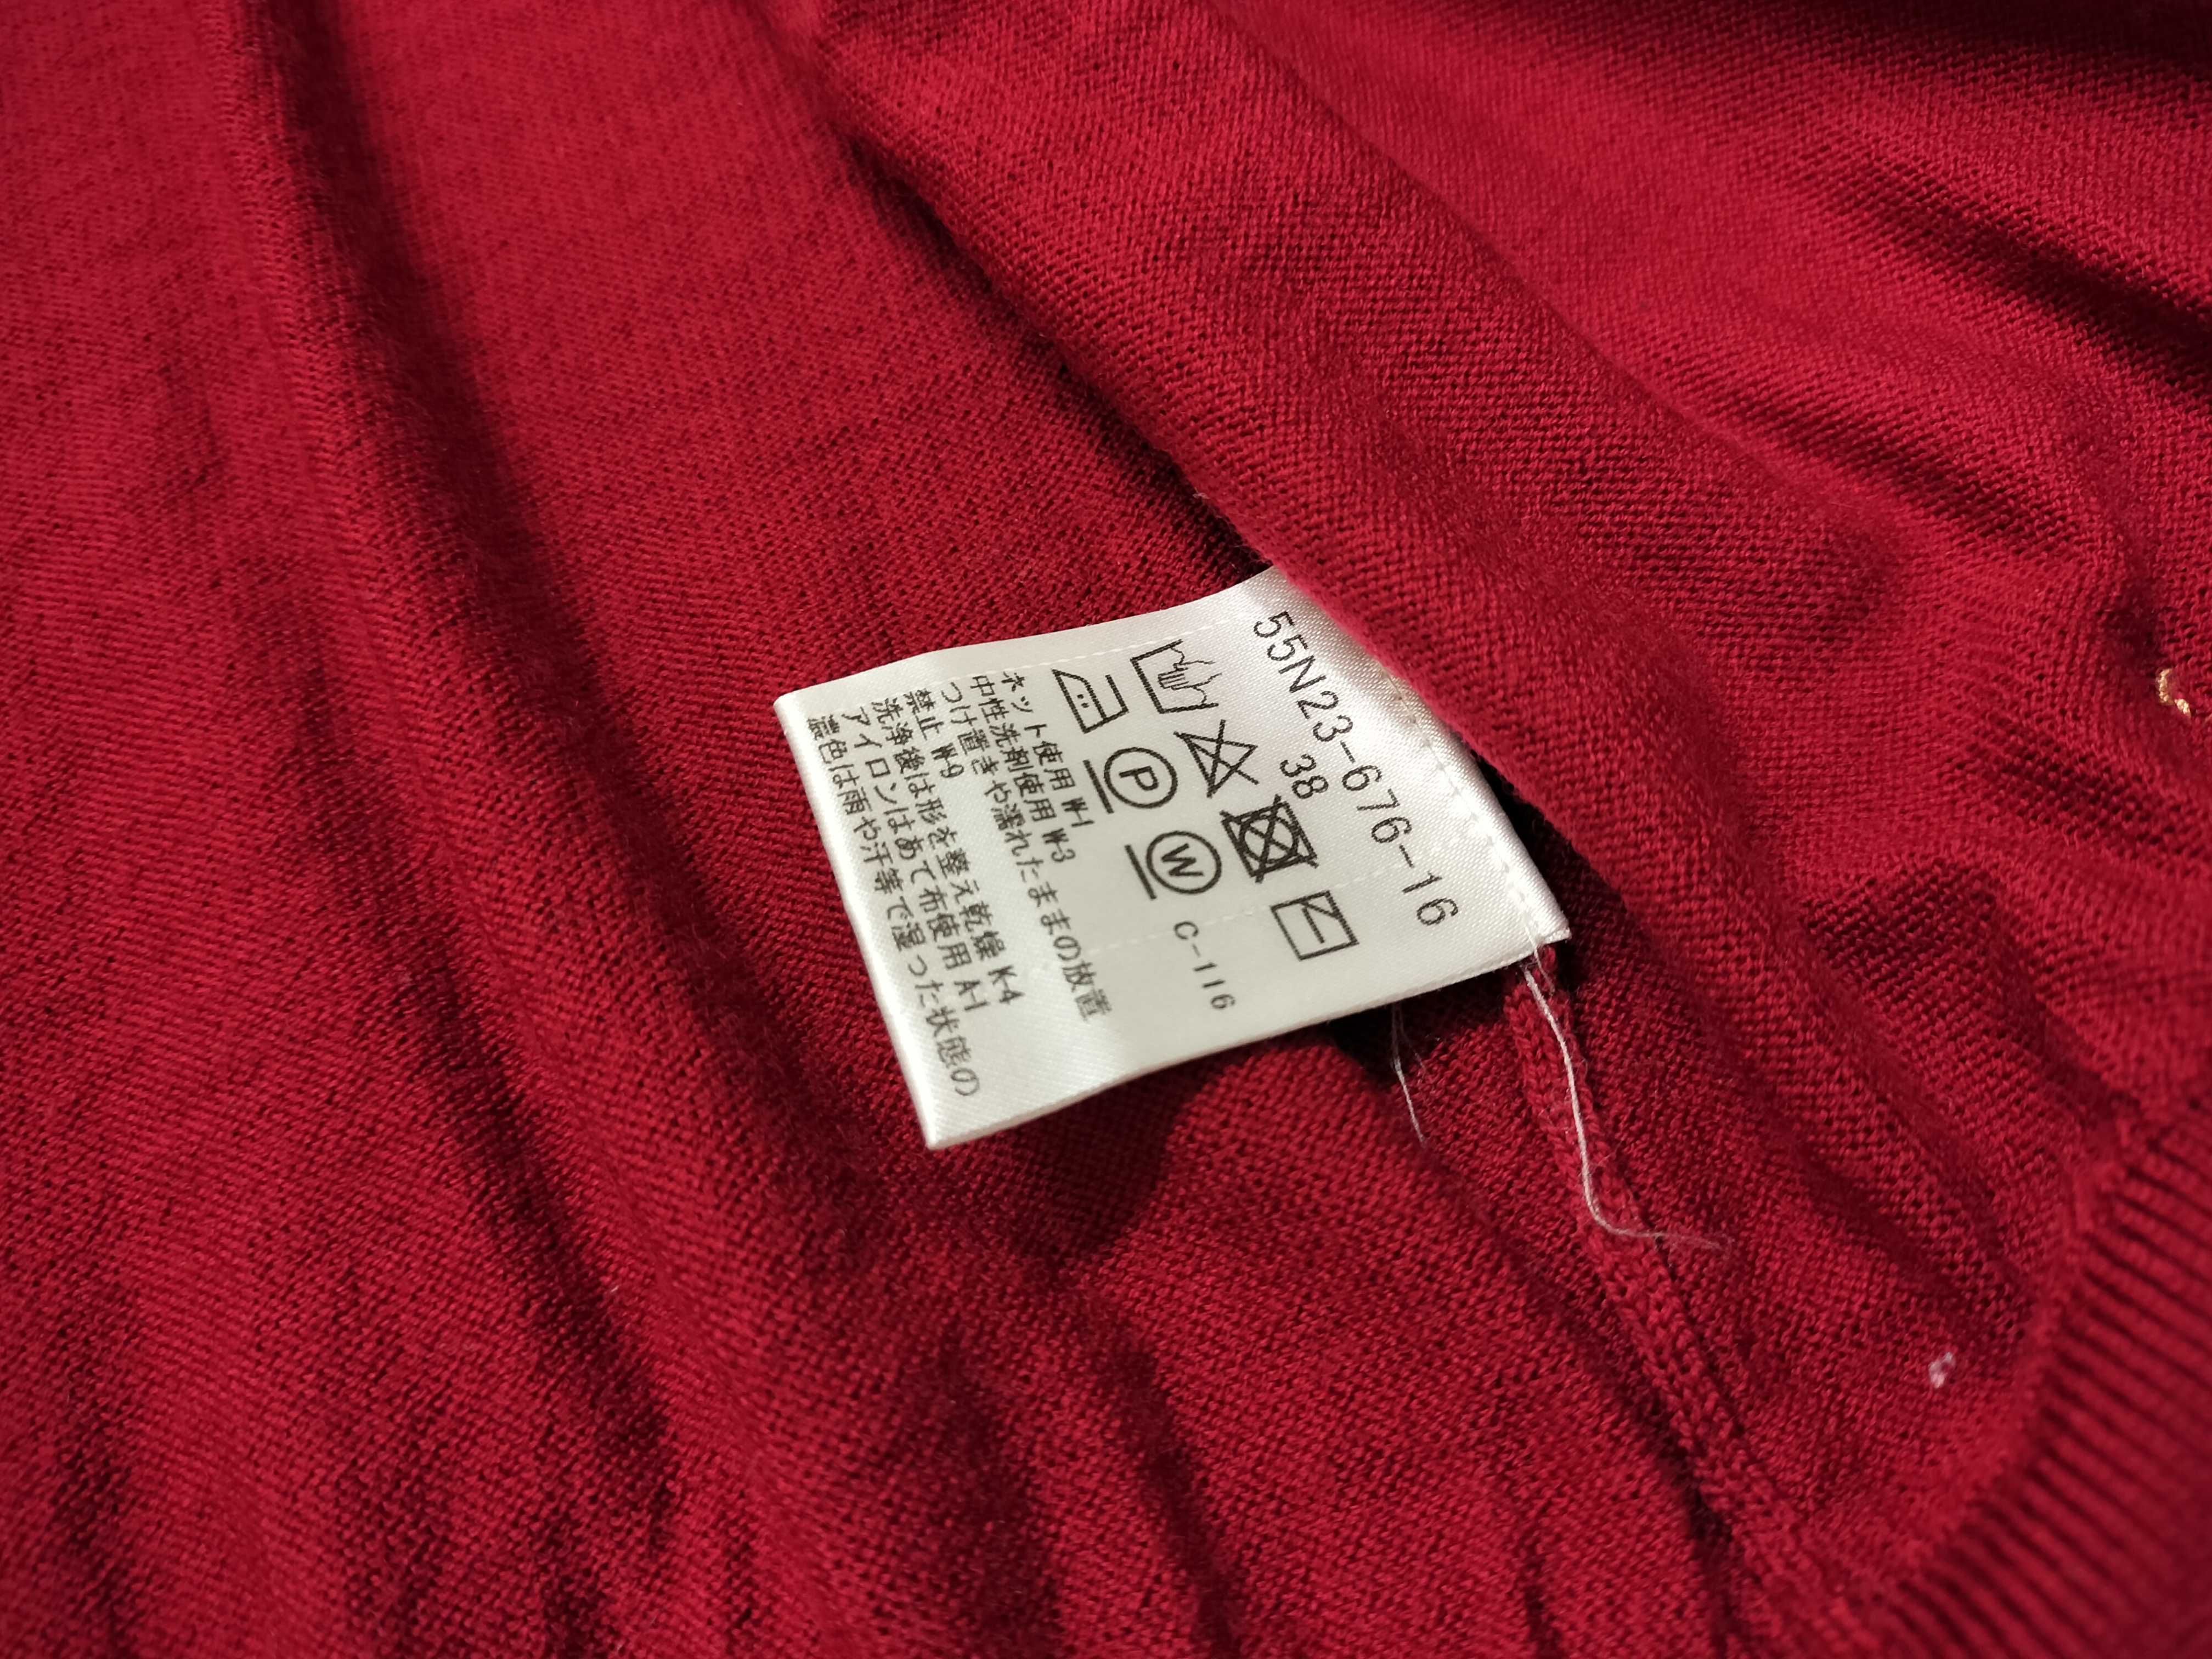 55N23-676-16
38
P
W
C-116
ネット使用 W-1
中性洗剤使用 W-3
つけ置きや濡れたままの放置
禁止 W-9
洗浄後は形を整え乾燥 K-4
アイロンはあて布使用 A-1
濃色は雨や汗等で湿った状態の